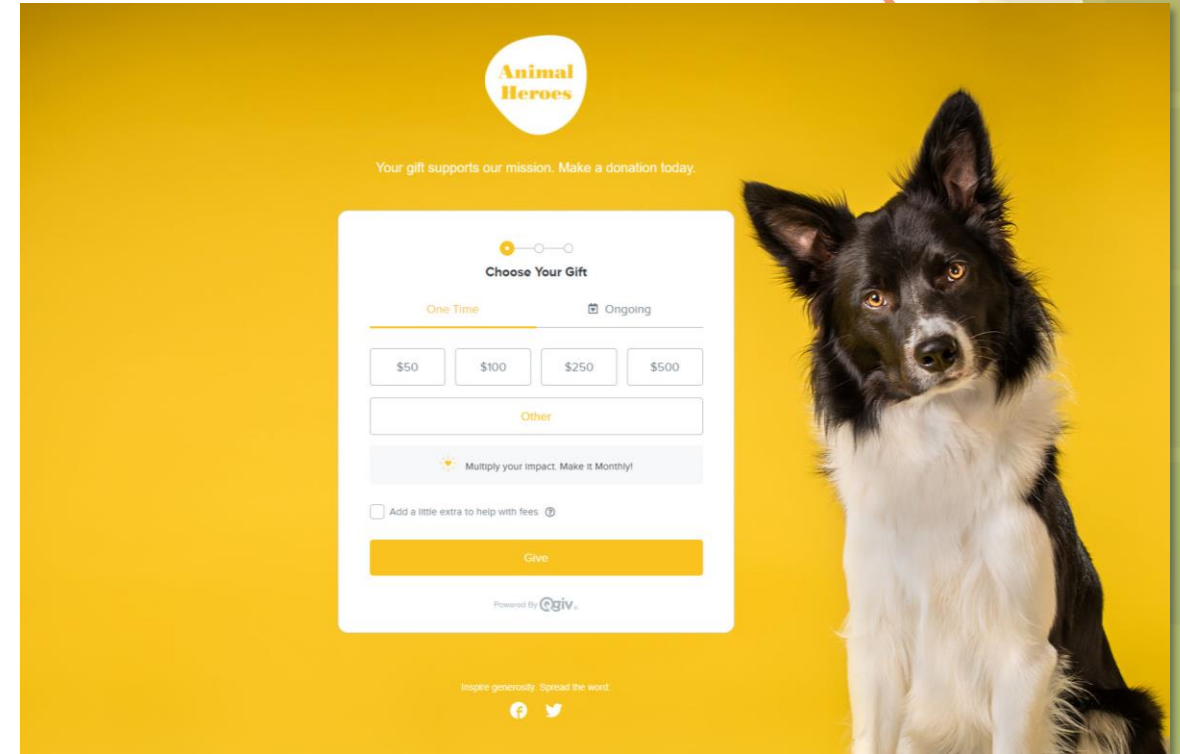 Animal
Heroes
Your gift supports our mission. Make a donation today.
Choose Your Gift
One Time
Ongoing
$50
$100
$250
$500
Other
Multiply your impact. Make it Monthly!
Add a little extra to help with fees ?
Give
Powered By Qgiv
Inspire generosity. Spread the word.